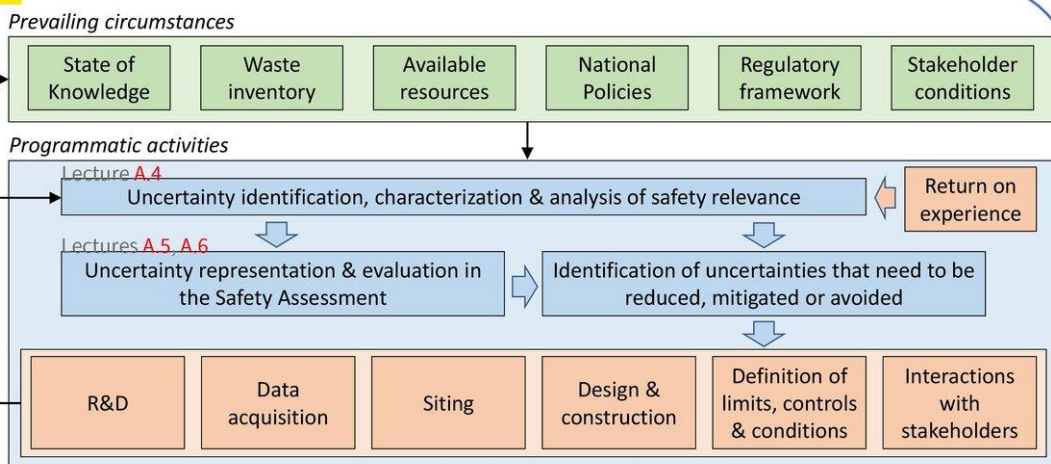 Prevailing circumstances
State of
Knowledge
Waste
inventory
Available
resources
National
Policies
Regulatory
framework
Stakeholder
conditions
Programmatic activities
Lecture A.4
Uncertainty identification, characterization & analysis of safety relevance
Return on
experience
Lectures A.5, A.6
Uncertainty representation & evaluation in
the Safety Assessment
Identification of uncertainties that need to be
reduced, mitigated or avoided
R&D
Data
acquisition
Siting
Design &
construction
Definition of
limits, controls
& conditions
Interactions
with
stakeholders